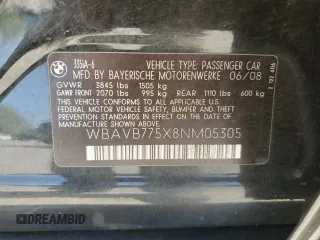 BMW
335iA-6 VEHICLE TYPE: PASSENGER CAR
MFD BY BAYERISCHE MOTORENWERKE 06/08
GVWR 3845 lbs 1505 kg
GAWR FRONT 2070 lbs 995 kg REAR 1110 lbs 600 kg
THIS VEHICLE CONFORMS TO ALL APPLICABLE FEDERAL
MOTOR VEHICLE SAFETY, BUMPER AND THEFT PREVENTION
STANDARDS IN EFFECT ON THE DATE OF MANUFACTURE
SHOWN ABOVE.
WBAVB775X8NM05305
DREAMBID